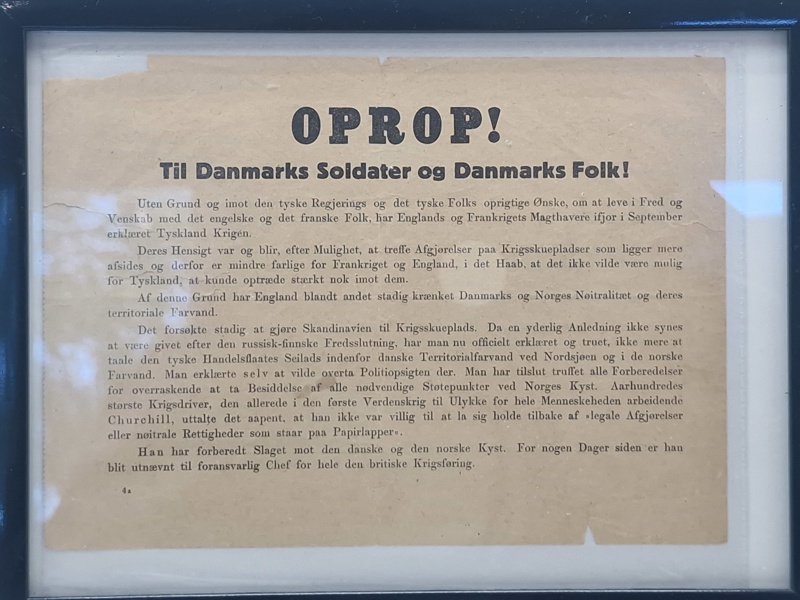 OPROP!
Til Danmarks Soldater og Danmarks Folk!
Uten Grund og imot den tyske Regjerings og det tyske Folks oprigtige Ønske, om at leve i Fred og
Venskab med det engelske og det franske Folk, har Englands og Frankrigets Magthavere ifjor i September
erklæret Tyskland Krigen.
Deres Hensigt var og blir, efter Mulighet, at treffe Afgjørelser paa Krigsskuepladser som ligger mere
afsides og derfor er mindre farlige for Frankriget og England, i det Haab, at det ikke vilde være mulig
for Tyskland, at kunde optræde stærkt nok imot dem.
Af denne Grund har England blandt andet stadig krænket Danmarks og Norges Nøitralitæt og deres
territoriale Farvand.
Det forsøkte stadig at gjøre Skandinavien til Krigsskueplads. Da en yderlig Anledning ikke synes
at være givet efter den russisk-finnske Fredsslutning, har man nu officielt erklæret og truet, ikke mere at
taale den tyske Handelsflaates Seilads indenfor danske Territorialfarvand ved Nordsjøen og i de norske
Farvand. Man erklærte selv at vilde overta Politiopsigten der. Man har tilslut truffet alle Forberedelser
for overraskende at ta Besiddelse af alle nødvendige Støtepunkter ved Norges Kyst. Aarhundredes
største Krigsdriver, den allerede i den første Verdenskrig til Ulykke for hele Menneskeheden arbeidende
Churchill, uttalte det aapent, at han ikke var villig til at la sig holde tilbake af »legale Afgjørelser
eller nøitrale Rettigheder som staar paa Papirlapper«.
Han har forberedt Slaget mot den danske og den norske Kyst. For nogen Dager siden er han
blit utnævnt til foransvarlig Chef for hele den britiske Krigsføring.